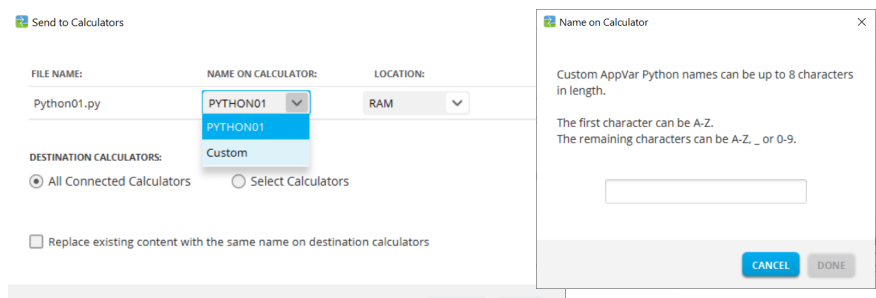 Send to Calculators
FILE NAME: NAME ON CALCULATOR: LOCATION:
Python01.py PYTHON01 RAM
PYTHON01
Custom
DESTINATION CALCULATORS:
All Connected Calculators Select Calculators
Replace existing content with the same name on destination calculators
Name on Calculator
Custom AppVar Python names can be up to 8 characters
in length.
The first character can be A-Z.
The remaining characters can be A-Z, _ or 0-9.
CANCEL DONE